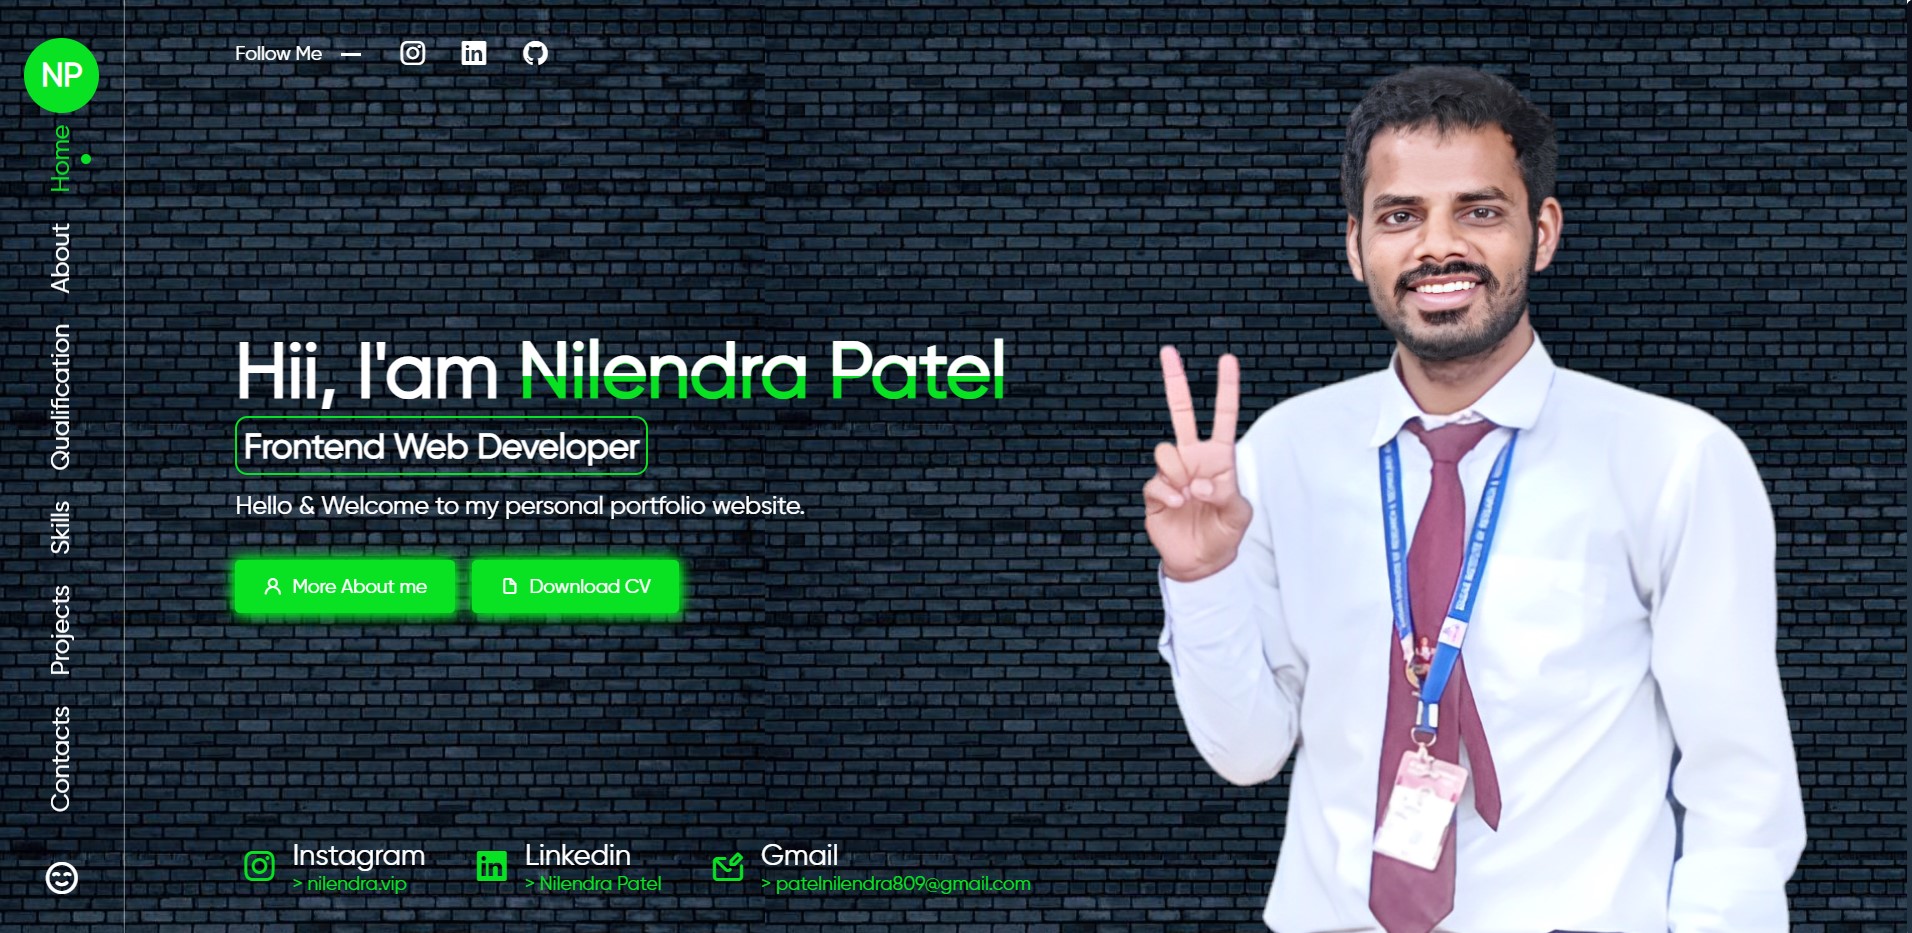 NP
Home
About
Qualification
Skills
Projects
Contacts
Follow Me
Hii, I'am Nilendra Patel
Frontend Web Developer
Hello & Welcome to my personal portfolio website.
More About me
Download CV
Instagram
> nilendra.vip
Linkedin
> Nilendra Patel
Gmail
> patelnilendra809@gmail.com